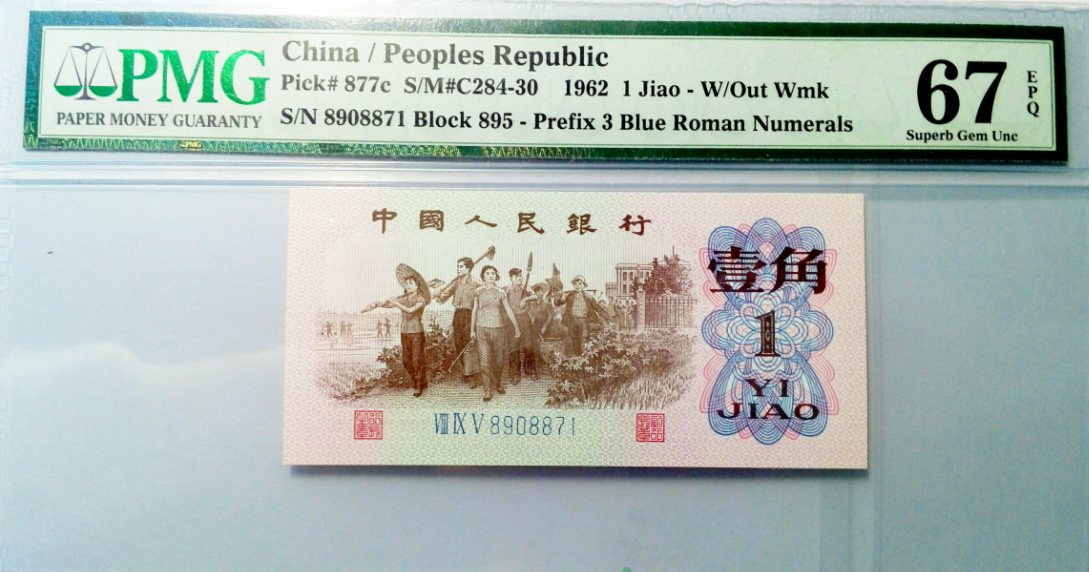 PMG
PAPER MONEY GUARANTY
China / Peoples Republic
Pick# 877c S/M#C284-30 1962 1 Jiao - W/Out Wmk
S/N 8908871 Block 895 - Prefix 3 Blue Roman Numerals
67
EPQ
Superb Gem Unc
PMG
中國人民銀行
壹角
1
YI
JIAO
VIII IX V 8908871